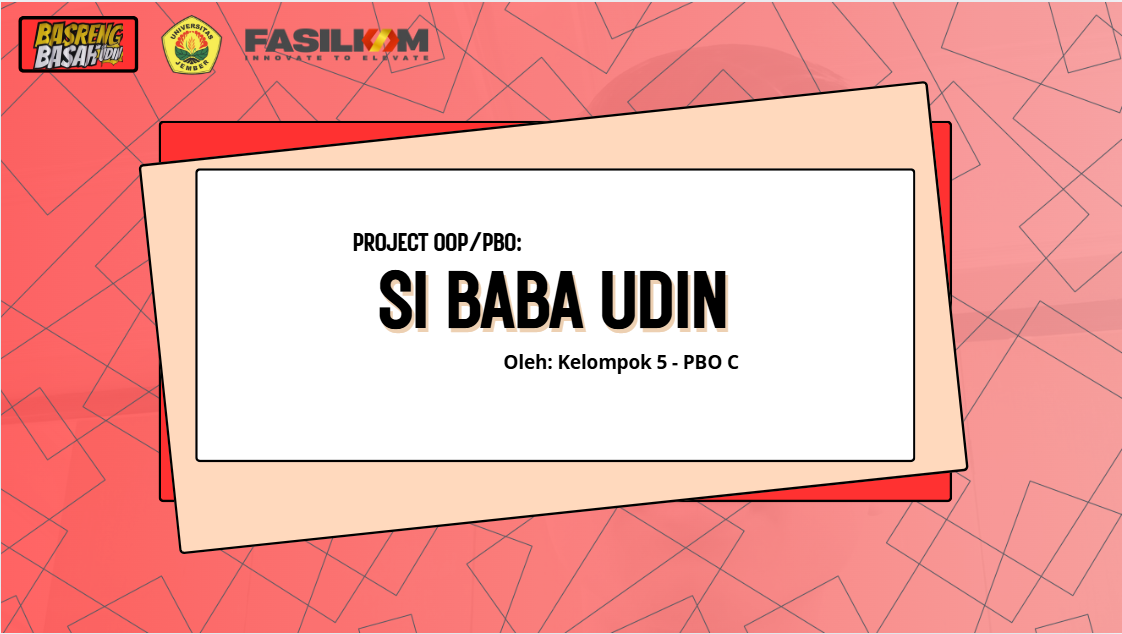 BASRENG
BASAH UDIN
UNIVERSITAS
JEMBER
FASILKOM
INNOVATE TO ELEVATE
PROJECT OOP/PBO:
SI BABA UDIN
Oleh: Kelompok 5 - PBO C